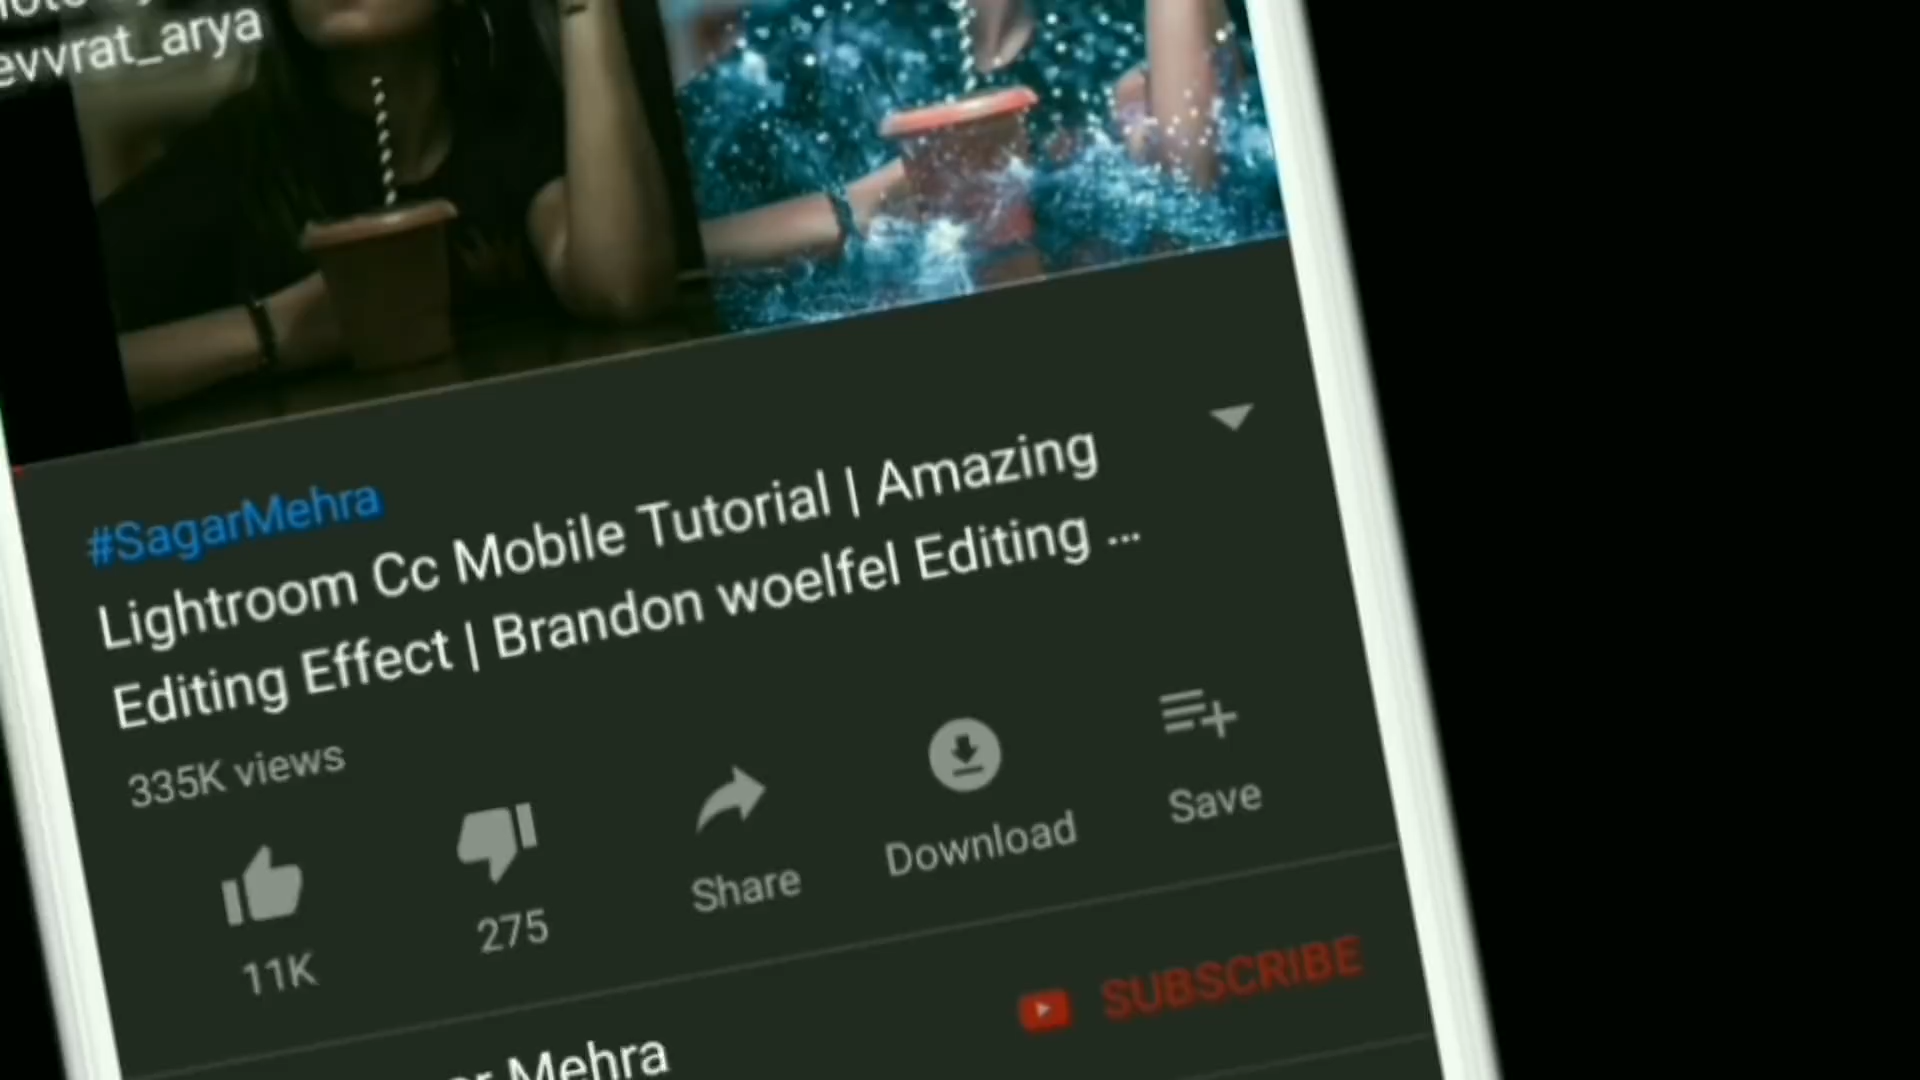 evvrat_arya
#SagarMehra
Lightroom Cc Mobile Tutorial | Amazing
Editing Effect | Brandon woelfel Editing ...
335K views
11K
275
Share
Download
Save
SUBSCRIBE
Mehra